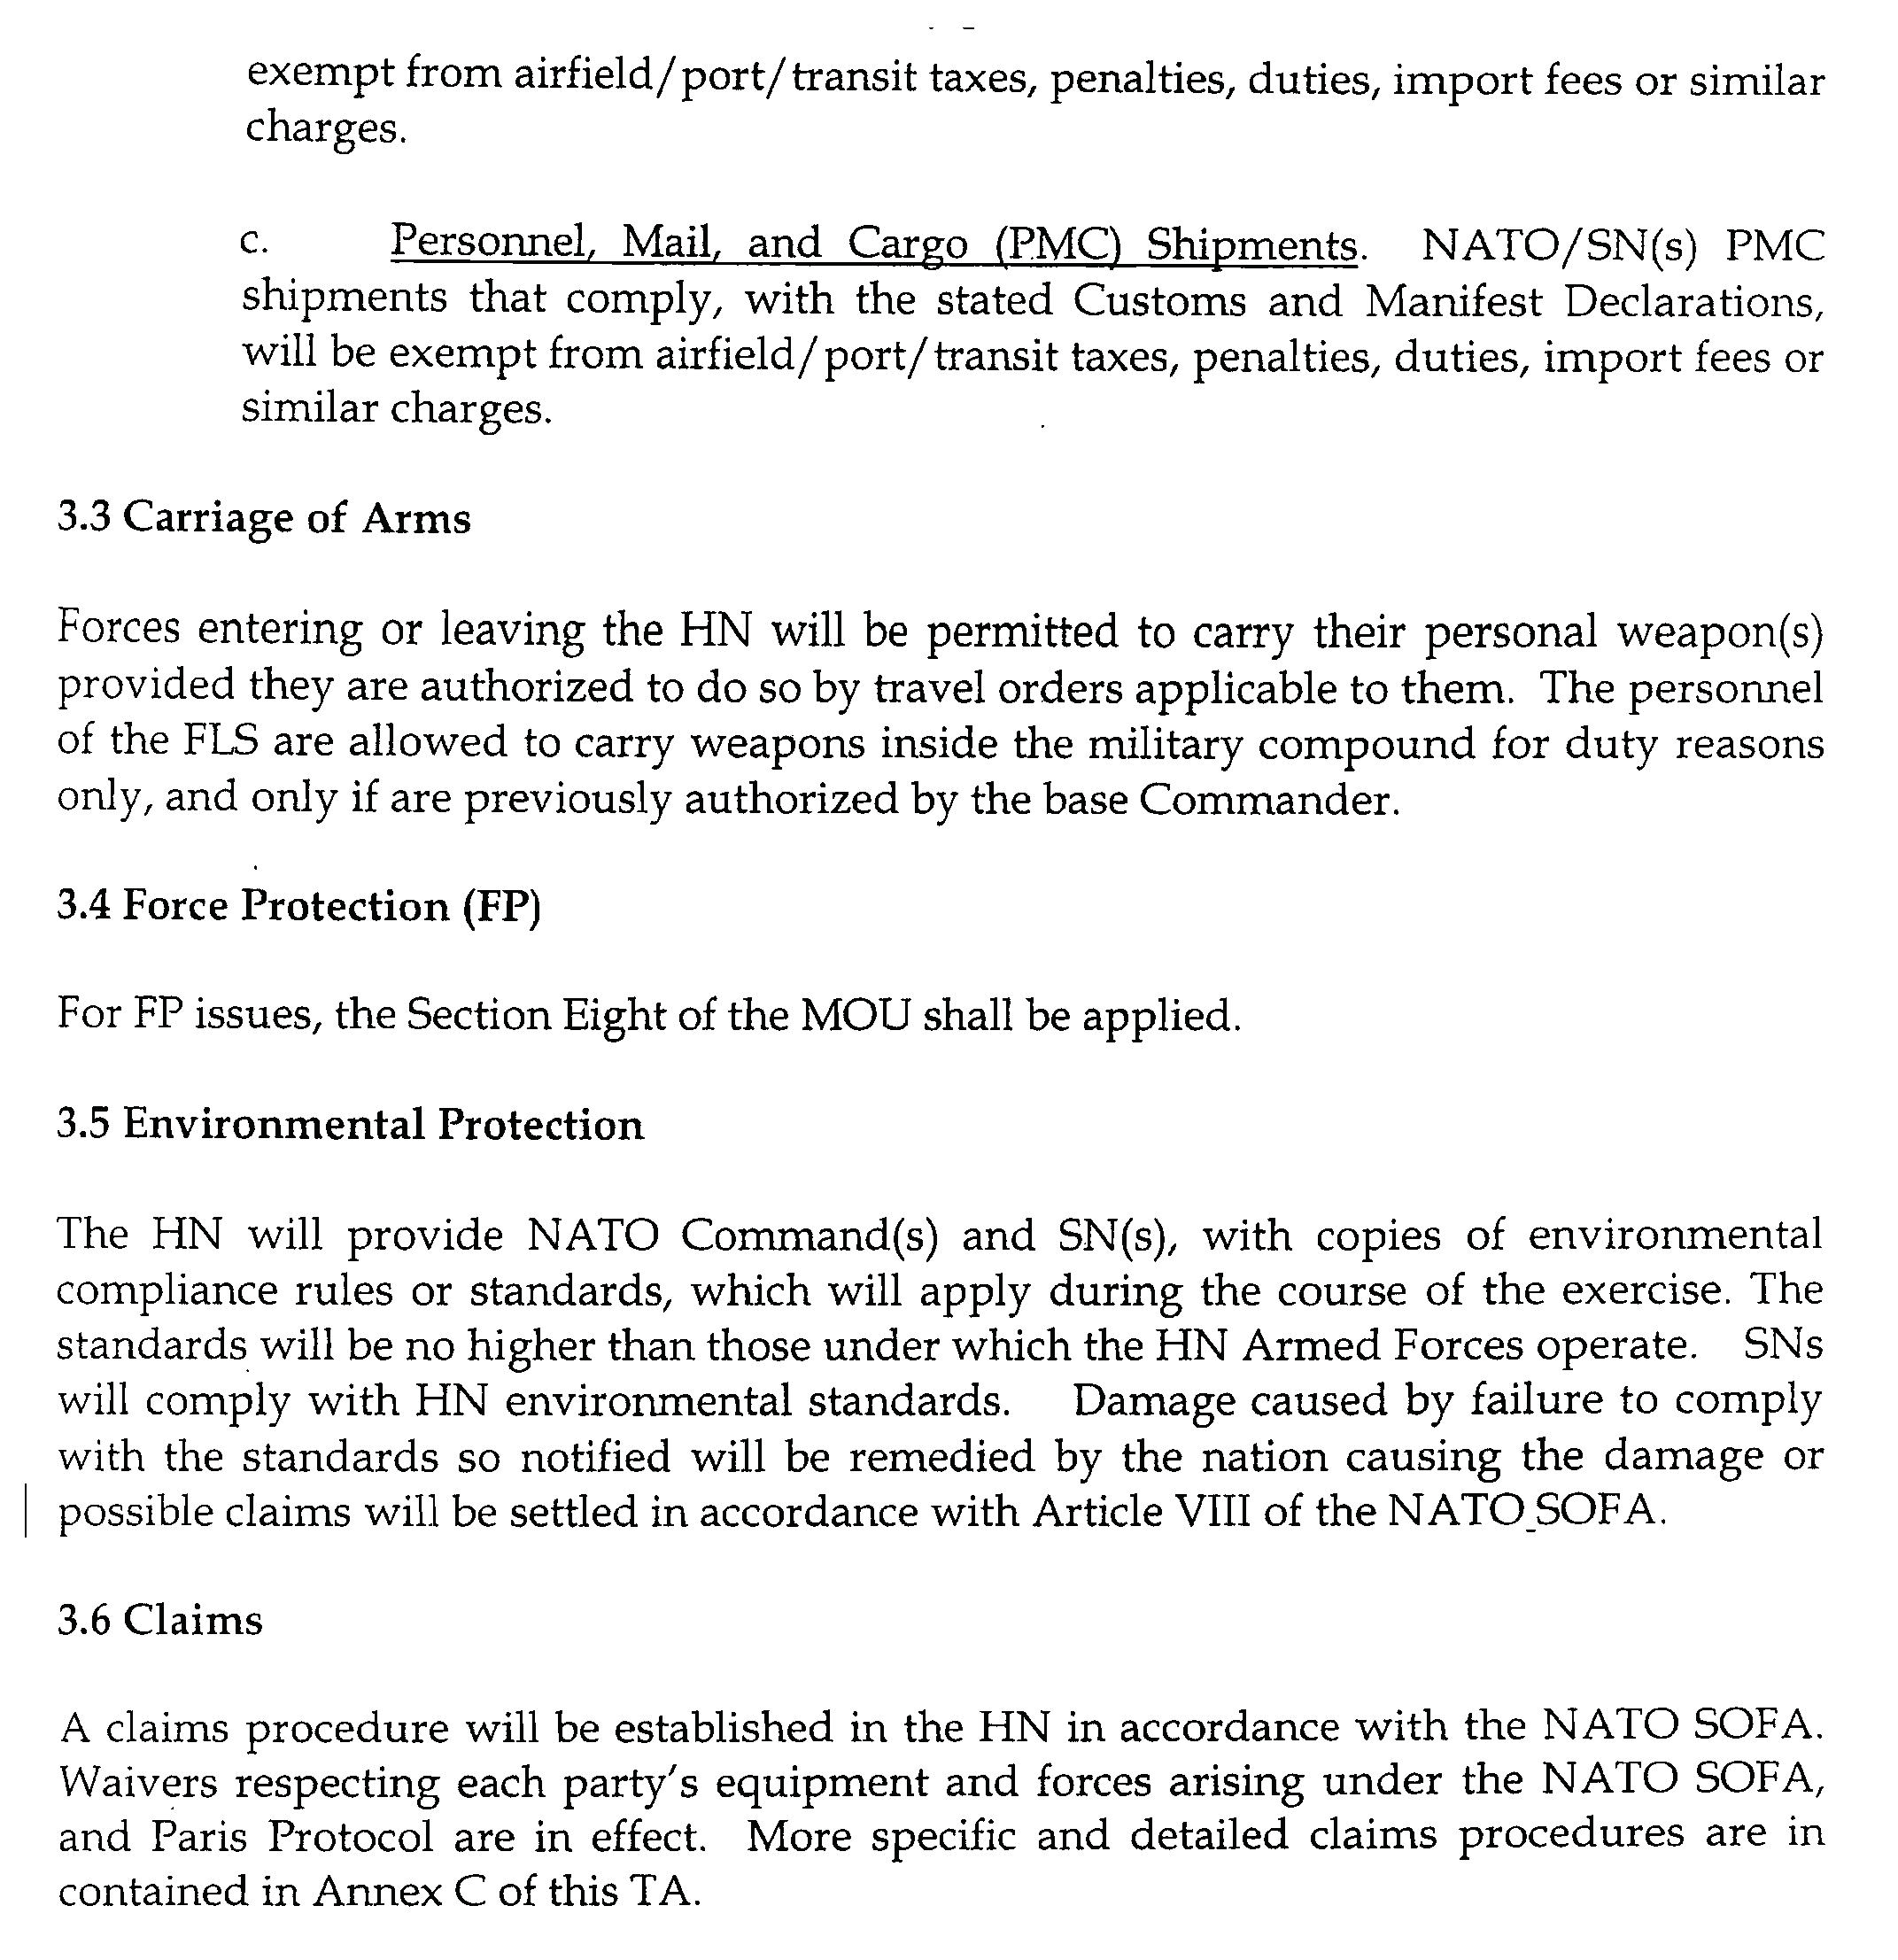 exempt from airfield/port/transit taxes, penalties, duties, import fees or similar
charges.
c. Personnel, Mail, and Cargo (PMC) Shipments. NATO/SN(s) PMC
shipments that comply, with the stated Customs and Manifest Declarations,
will be exempt from airfield/port/transit taxes, penalties, duties, import fees or
similar charges.
3.3 Carriage of Arms
Forces entering or leaving the HN will be permitted to carry their personal weapon(s)
provided they are authorized to do so by travel orders applicable to them. The personnel
of the FLS are allowed to carry weapons inside the military compound for duty reasons
only, and only if are previously authorized by the base Commander.
3.4 Force Protection (FP)
For FP issues, the Section Eight of the MOU shall be applied.
3.5 Environmental Protection
The HN will provide NATO Command(s) and SN(s), with copies of environmental
compliance rules or standards, which will apply during the course of the exercise. The
standards will be no higher than those under which the HN Armed Forces operate. SNs
will comply with HN environmental standards. Damage caused by failure to comply
with the standards so notified will be remedied by the nation causing the damage or
possible claims will be settled in accordance with Article VIII of the NATO SOFA.
3.6 Claims
A claims procedure will be established in the HN in accordance with the NATO SOFA.
Waivers respecting each party's equipment and forces arising under the NATO SOFA,
and Paris Protocol are in effect. More specific and detailed claims procedures are in
contained in Annex C of this TA.